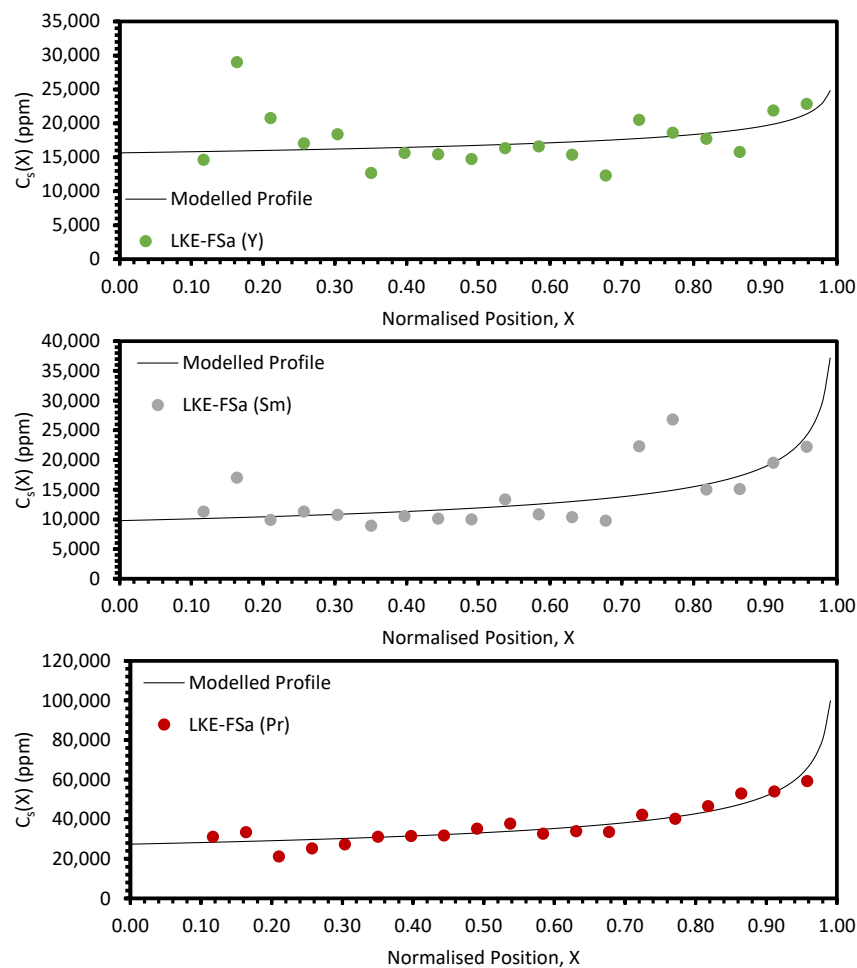 35,000
30,000
25,000
20,000
15,000
10,000
5,000
0
Cs(X) (ppm)
Modelled Profile
LKE-FSa (Y)
0.00 0.10 0.20 0.30 0.40 0.50 0.60 0.70 0.80 0.90 1.00
Normalised Position, X
40,000
35,000
30,000
25,000
20,000
15,000
10,000
5,000
0
Cs(X) (ppm)
Modelled Profile
LKE-FSa (Sm)
0.00 0.10 0.20 0.30 0.40 0.50 0.60 0.70 0.80 0.90 1.00
Normalised Position, X
120,000
100,000
80,000
60,000
40,000
20,000
0
Cs(X) (ppm)
Modelled Profile
LKE-FSa (Pr)
0.00 0.10 0.20 0.30 0.40 0.50 0.60 0.70 0.80 0.90 1.00
Normalised Position, X